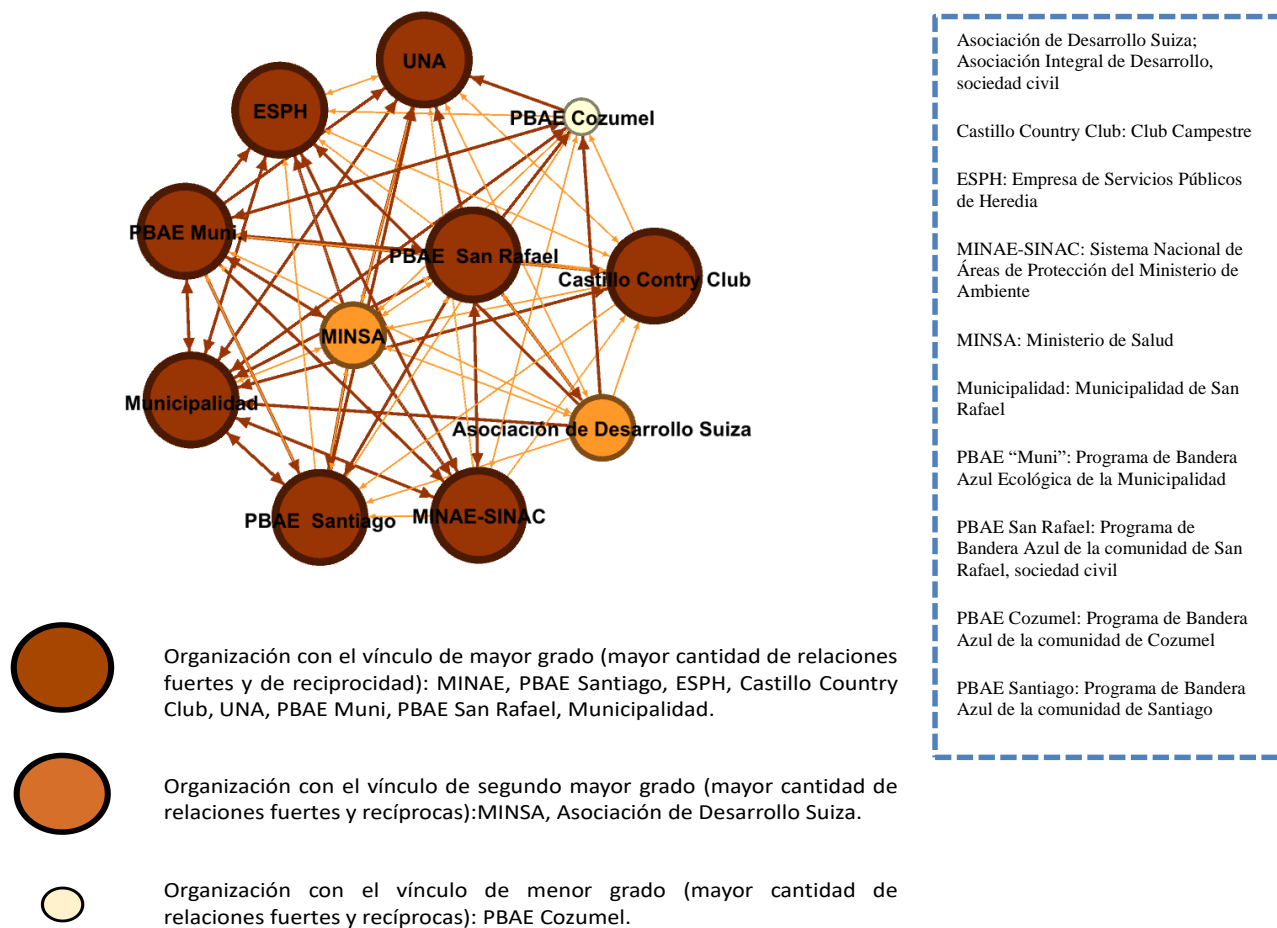 UNA
ESPH
PBAE Cozumel
PBAE Muni.
PBAE San Rafael
Castillo Contry Club
MINSA
Municipalidad
Asociación de Desarrollo Suiza
PBAE Santiago
MINAE-SINAC
Asociación de Desarrollo Suiza;
Asociación Integral de Desarrollo,
sociedad civil
Castillo Country Club: Club Campestre
ESPH: Empresa de Servicios Públicos
de Heredia
MINAE-SINAC: Sistema Nacional de
Áreas de Protección del Ministerio de
Ambiente
MINSA: Ministerio de Salud
Municipalidad: Municipalidad de San
Rafael
PBAE “Muni”: Programa de Bandera
Azul Ecológica de la Municipalidad
PBAE San Rafael: Programa de
Bandera Azul de la comunidad de San
Rafael, sociedad civil
PBAE Cozumel: Programa de Bandera
Azul de la comunidad de Cozumel
PBAE Santiago: Programa de Bandera
Azul de la comunidad de Santiago
Organización con el vínculo de mayor grado (mayor cantidad de relaciones
fuertes y de reciprocidad): MINAE, PBAE Santiago, ESPH, Castillo Country
Club, UNA, PBAE Muni, PBAE San Rafael, Municipalidad.
Organización con el vínculo de segundo mayor grado (mayor cantidad de
relaciones fuertes y recíprocas):MINSA, Asociación de Desarrollo Suiza.
Organización con el vínculo de menor grado (mayor cantidad de
relaciones fuertes y recíprocas): PBAE Cozumel.